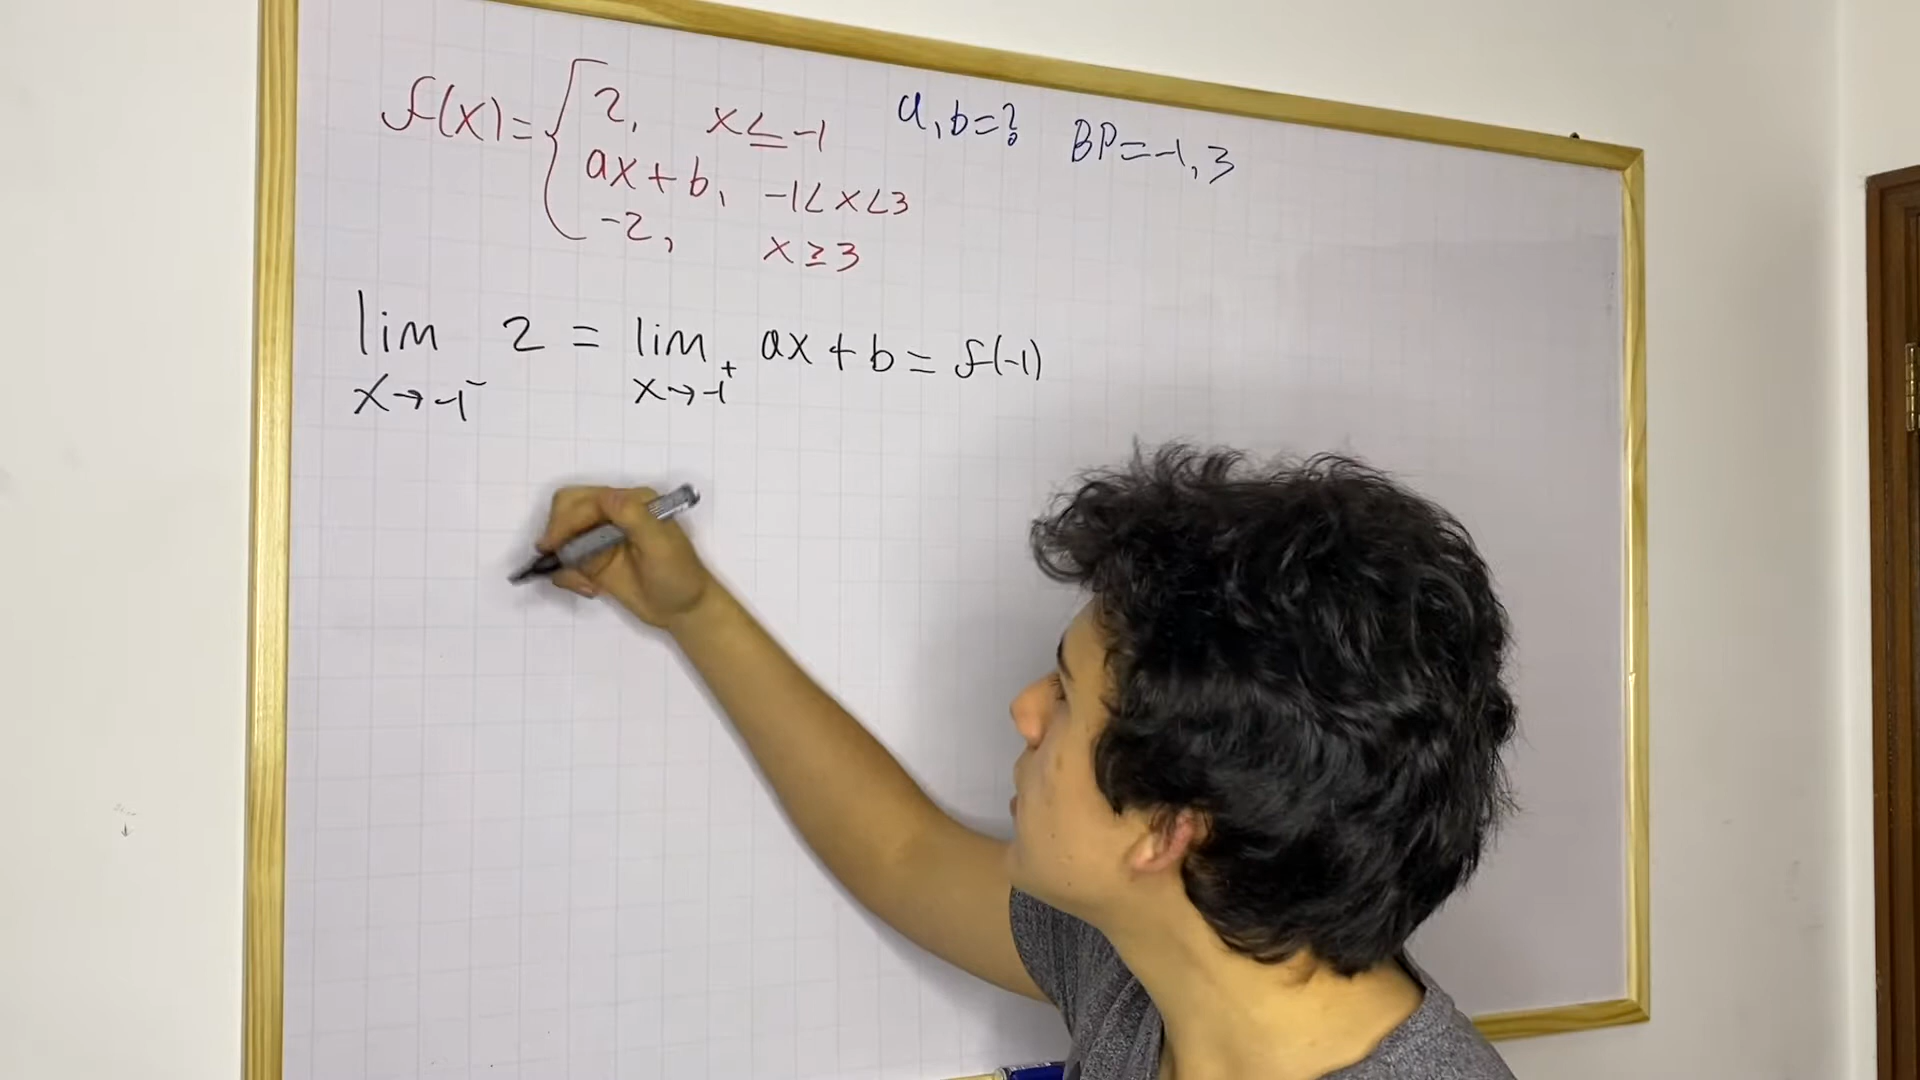 f(x) = { 2, x ≤ -1
ax + b, -1 < x < 3
-2, x ≥ 3
a, b = ?
BP = -1, 3
lim 2 = lim ax + b = f(-1)
x → -1⁻ x → -1⁺